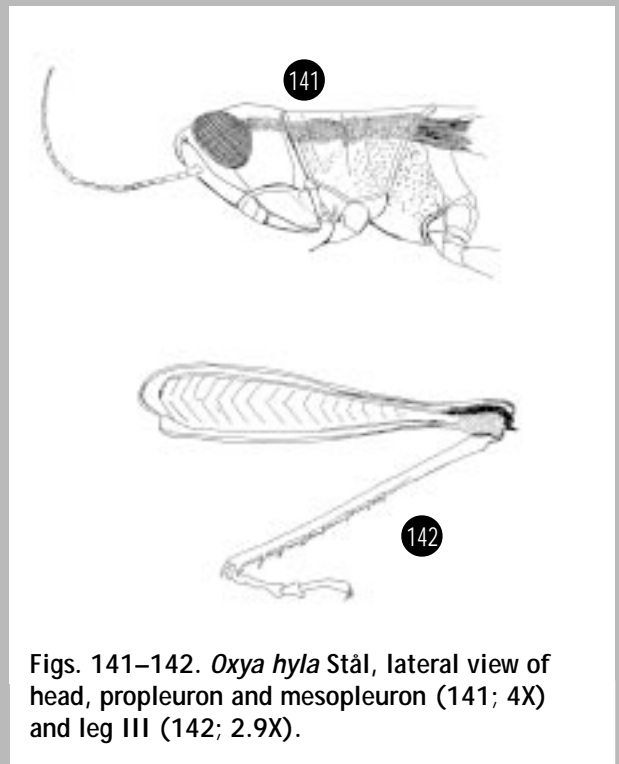 141
142
Figs. 141–142. Oxya hyla Stål, lateral view of
head, propleuron and mesopleuron (141; 4X)
and leg III (142; 2.9X).